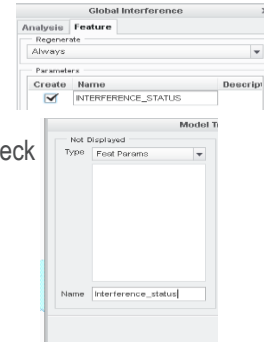 Global Interference
Analysis Feature
Regenerate
Always
Parameters
Create Name Descrip
INTERFERENCE_STATUS
eck
Model T
Not Displayed
Type Feat Params
Name Interference_status